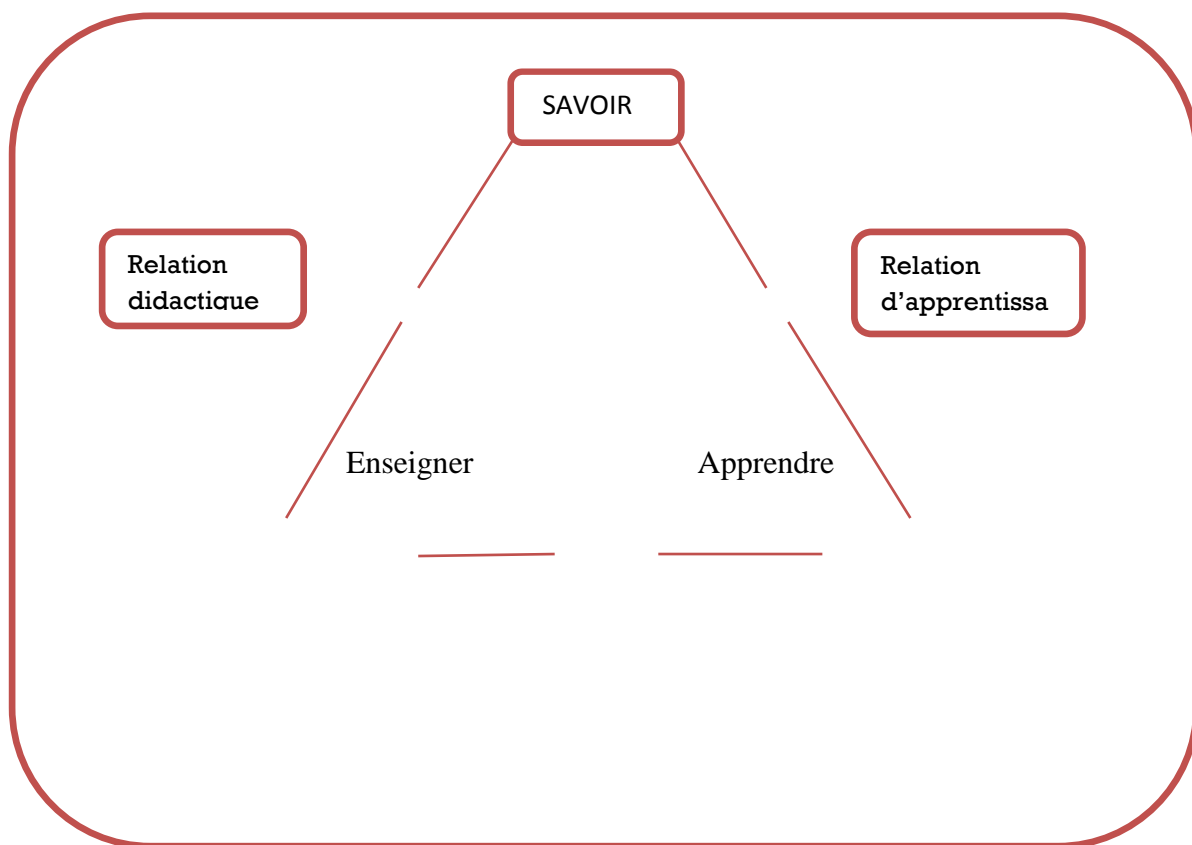 SAVOIR
Relation
didactique
Relation
d’apprentissa
Enseigner
Apprendre